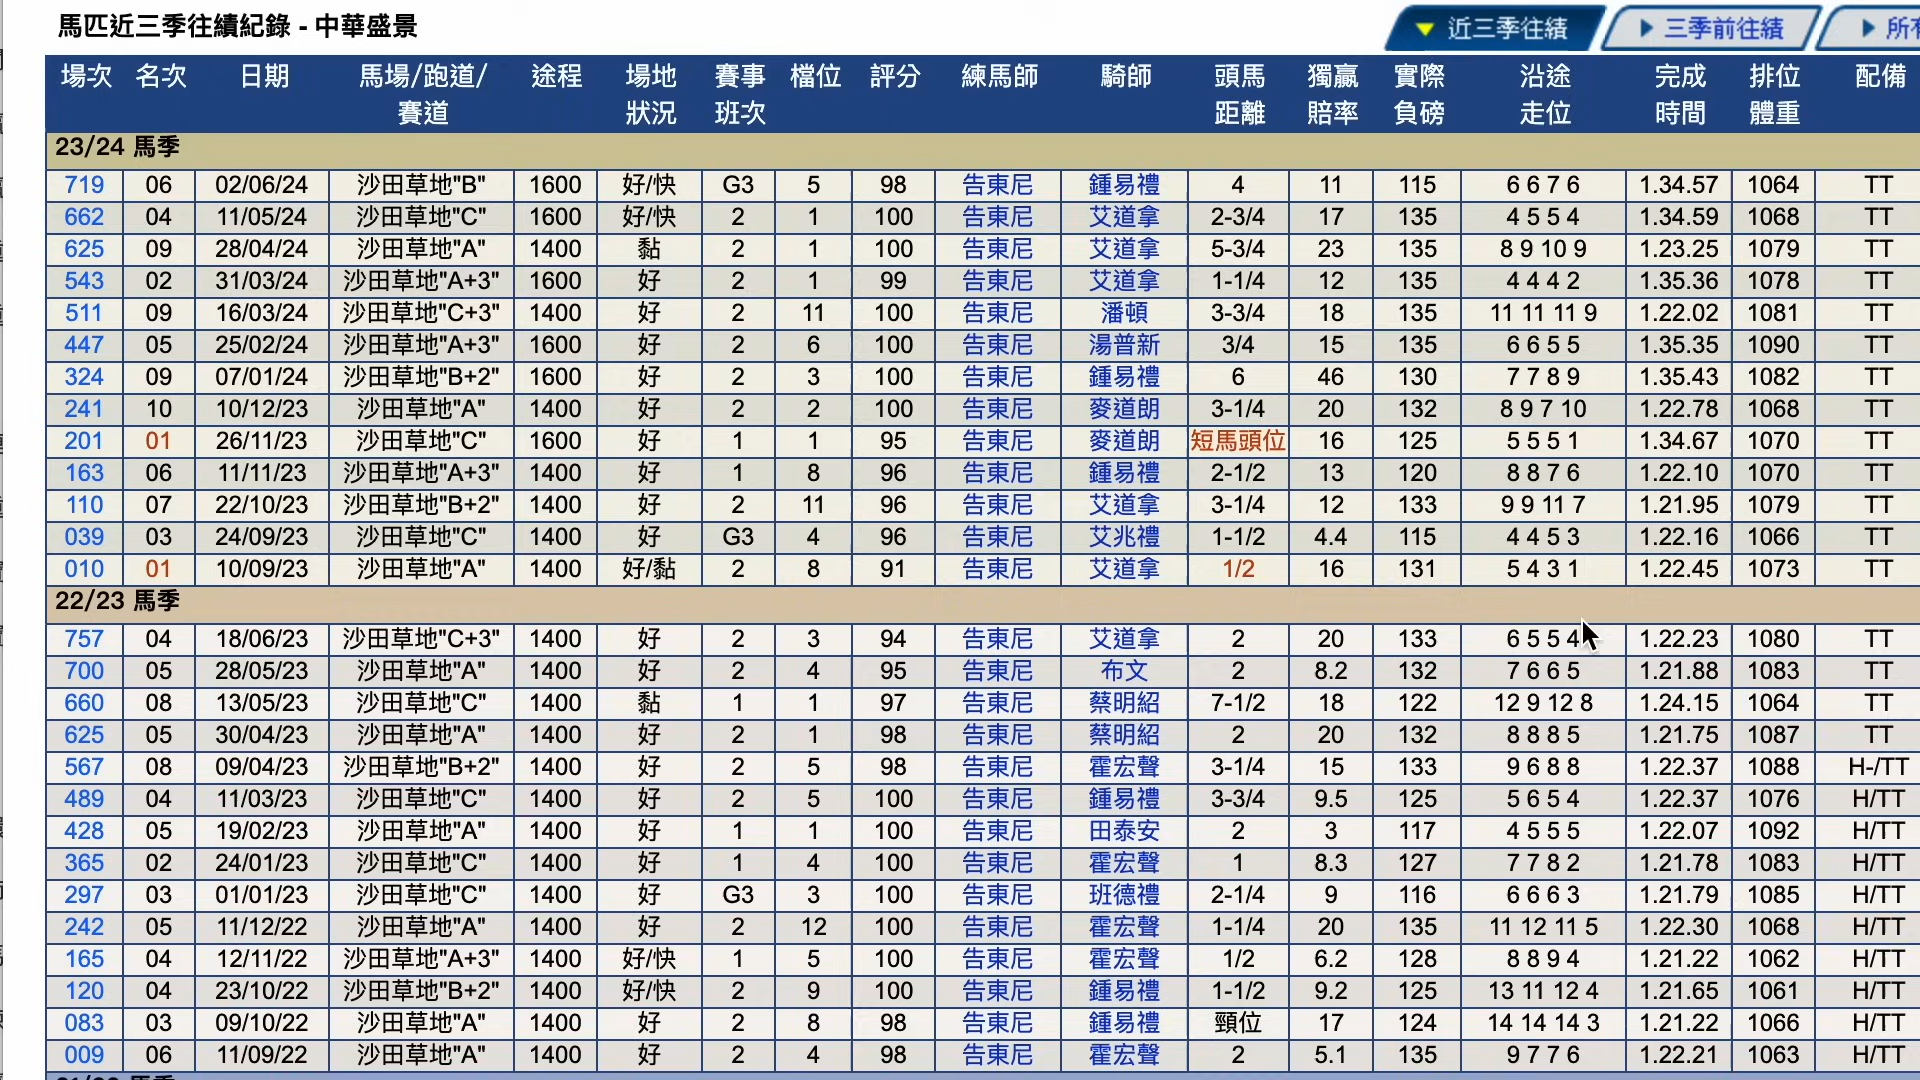 馬匹近三季往績紀錄 - 中華盛景
近三季往績 三季前往績 所
場次 名次 日期 馬場/跑道/賽道 途程 場地狀況 賽事班次 檔位 評分 練馬師 騎師 頭馬距離 獨贏賠率 實際負磅 沿途走位 完成時間 排位體重 配備
23/24 馬季
719 06 02/06/24 沙田草地"B" 1600 好/快 G3 5 98 告東尼 鍾易禮 4 11 115 6 6 7 6 1.34.57 1064 TT
662 04 11/05/24 沙田草地"C" 1600 好/快 2 1 100 告東尼 艾道拿 2-3/4 17 135 4 5 5 4 1.34.59 1068 TT
625 09 28/04/24 沙田草地"A" 1400 黏 2 1 100 告東尼 艾道拿 5-3/4 23 135 8 9 10 9 1.23.25 1079 TT
543 02 31/03/24 沙田草地"A+3" 1600 好 2 1 99 告東尼 艾道拿 1-1/4 12 135 4 4 4 2 1.35.36 1078 TT
511 09 16/03/24 沙田草地"C+3" 1400 好 2 11 100 告東尼 潘頓 3-3/4 18 135 11 11 11 9 1.22.02 1081 TT
447 05 25/02/24 沙田草地"A+3" 1600 好 2 6 100 告東尼 湯普新 3/4 15 135 6 6 5 5 1.35.35 1090 TT
324 09 07/01/24 沙田草地"B+2" 1600 好 2 3 100 告東尼 鍾易禮 6 46 130 7 7 8 9 1.35.43 1082 TT
241 10 10/12/23 沙田草地"A" 1400 好 2 2 100 告東尼 麥道朗 3-1/4 20 132 8 9 7 10 1.22.78 1068 TT
201 01 26/11/23 沙田草地"C" 1600 好 1 1 95 告東尼 麥道朗 短馬頭位 16 125 5 5 5 1 1.34.67 1070 TT
163 06 11/11/23 沙田草地"A+3" 1400 好 1 8 96 告東尼 鍾易禮 2-1/2 13 120 8 8 7 6 1.22.10 1070 TT
110 07 22/10/23 沙田草地"B+2" 1400 好 2 11 96 告東尼 艾道拿 3-1/4 12 133 9 9 11 7 1.21.95 1079 TT
039 03 24/09/23 沙田草地"C" 1400 好 G3 4 96 告東尼 艾兆禮 1-1/2 4.4 115 4 4 5 3 1.22.16 1066 TT
010 01 10/09/23 沙田草地"A" 1400 好/黏 2 8 91 告東尼 艾道拿 1/2 16 131 5 4 3 1 1.22.45 1073 TT
22/23 馬季
757 04 18/06/23 沙田草地"C+3" 1400 好 2 3 94 告東尼 艾道拿 2 20 133 6 5 5 4 1.22.23 1080 TT
700 05 28/05/23 沙田草地"A" 1400 好 2 4 95 告東尼 布文 2 8.2 132 7 6 6 5 1.21.88 1083 TT
660 08 13/05/23 沙田草地"C" 1400 黏 1 1 97 告東尼 蔡明紹 7-1/2 18 122 12 9 12 8 1.24.15 1064 TT
625 05 30/04/23 沙田草地"A" 1400 好 2 1 98 告東尼 蔡明紹 2 20 132 8 8 8 5 1.21.75 1087 TT
567 08 09/04/23 沙田草地"B+2" 1400 好 2 5 98 告東尼 霍宏聲 3-1/4 15 133 9 6 8 8 1.22.37 1088 H-/TT
489 04 11/03/23 沙田草地"C" 1400 好 2 5 100 告東尼 鍾易禮 3-3/4 9.5 125 5 6 5 4 1.22.37 1076 H/TT
428 05 19/02/23 沙田草地"A" 1400 好 1 1 100 告東尼 田泰安 2 3 117 4 5 5 5 1.22.07 1092 H/TT
365 02 24/01/23 沙田草地"C" 1400 好 1 4 100 告東尼 霍宏聲 1 8.3 127 7 7 8 2 1.21.78 1083 H/TT
297 03 01/01/23 沙田草地"C" 1400 好 G3 3 100 告東尼 班德禮 2-1/4 9 116 6 6 6 3 1.21.79 1085 H/TT
242 05 11/12/22 沙田草地"A" 1400 好 2 12 100 告東尼 霍宏聲 1-1/4 20 135 11 12 11 5 1.22.30 1068 H/TT
165 04 12/11/22 沙田草地"A+3" 1400 好/快 1 5 100 告東尼 霍宏聲 1/2 6.2 128 8 8 9 4 1.21.22 1062 H/TT
120 04 23/10/22 沙田草地"B+2" 1400 好/快 2 9 100 告東尼 鍾易禮 1-1/2 9.2 125 13 11 12 4 1.21.65 1061 H/TT
083 03 09/10/22 沙田草地"A" 1400 好 2 8 98 告東尼 鍾易禮 頸位 17 124 14 14 14 3 1.21.22 1066 H/TT
009 06 11/09/22 沙田草地"A" 1400 好 2 4 98 告東尼 霍宏聲 2 5.1 135 9 7 7 6 1.22.21 1063 H/TT